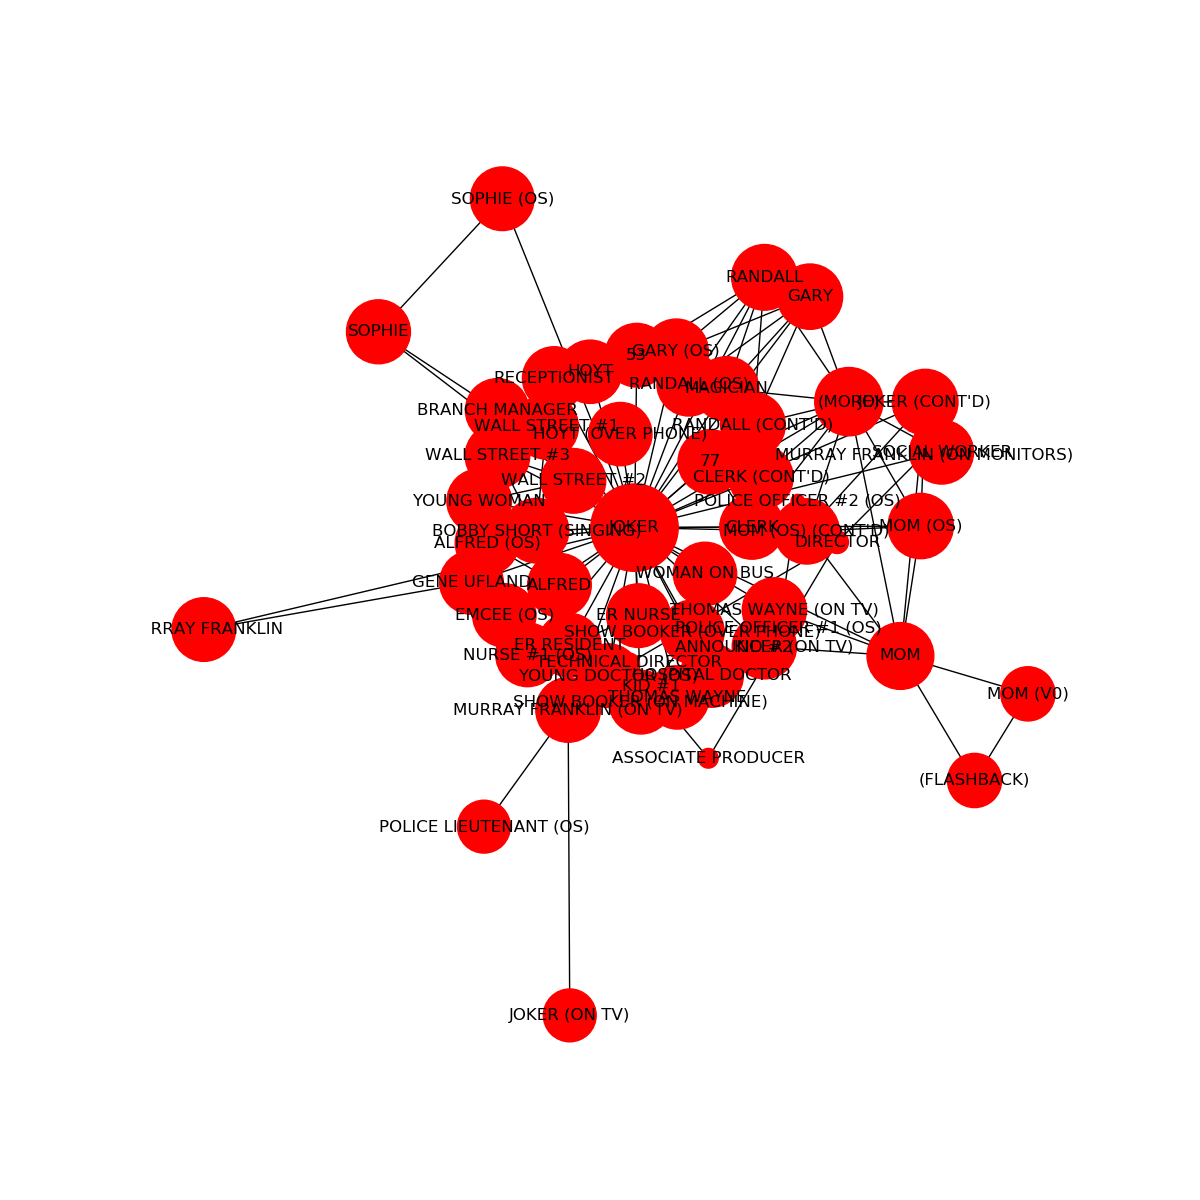 SOPHIE (OS)
RANDALL
GARY
SOPHIE
GARY (OS)
53
HOYT
RECEPTIONIST
RANDALL (OS)
MAGICIAN
(MORE)
JOKER (CONT'D)
BRANCH MANAGER
WALL STREET #1
RANDALL (CONT'D)
HOYT (OVER PHONE)
SOCIAL WORKER
WALL STREET #3
MURRAY FRANKLIN (ON MONITORS)
77
CLERK (CONT'D)
WALL STREET #2
YOUNG WOMAN
POLICE OFFICER #2 (OS)
JOKER
CLERK
MOM (OS)
BOBBY SHORT (SINGING)
MOM (OS) (CONT'D)
ALFRED (OS)
DIRECTOR
WOMAN ON BUS
GENE UFLAND
ALFRED
THOMAS WAYNE (ON TV)
EMCEE (OS)
ER NURSE
RRAY FRANKLIN
POLICE OFFICER #1 (OS)
SHOW BOOKER (OVER PHONE)
ER RESIDENT
ANNOUNCER (ON TV)
KID #2
NURSE #1 (OS)
MOM
TECHNICAL DIRECTOR
YOUNG DOCTOR (OS)
HOSPITAL DOCTOR
KID #1
MOM (V0)
THOMAS WAYNE
SHOW BOOKER (ON MACHINE)
MURRAY FRANKLIN (ON TV)
ASSOCIATE PRODUCER
(FLASHBACK)
POLICE LIEUTENANT (OS)
JOKER (ON TV)